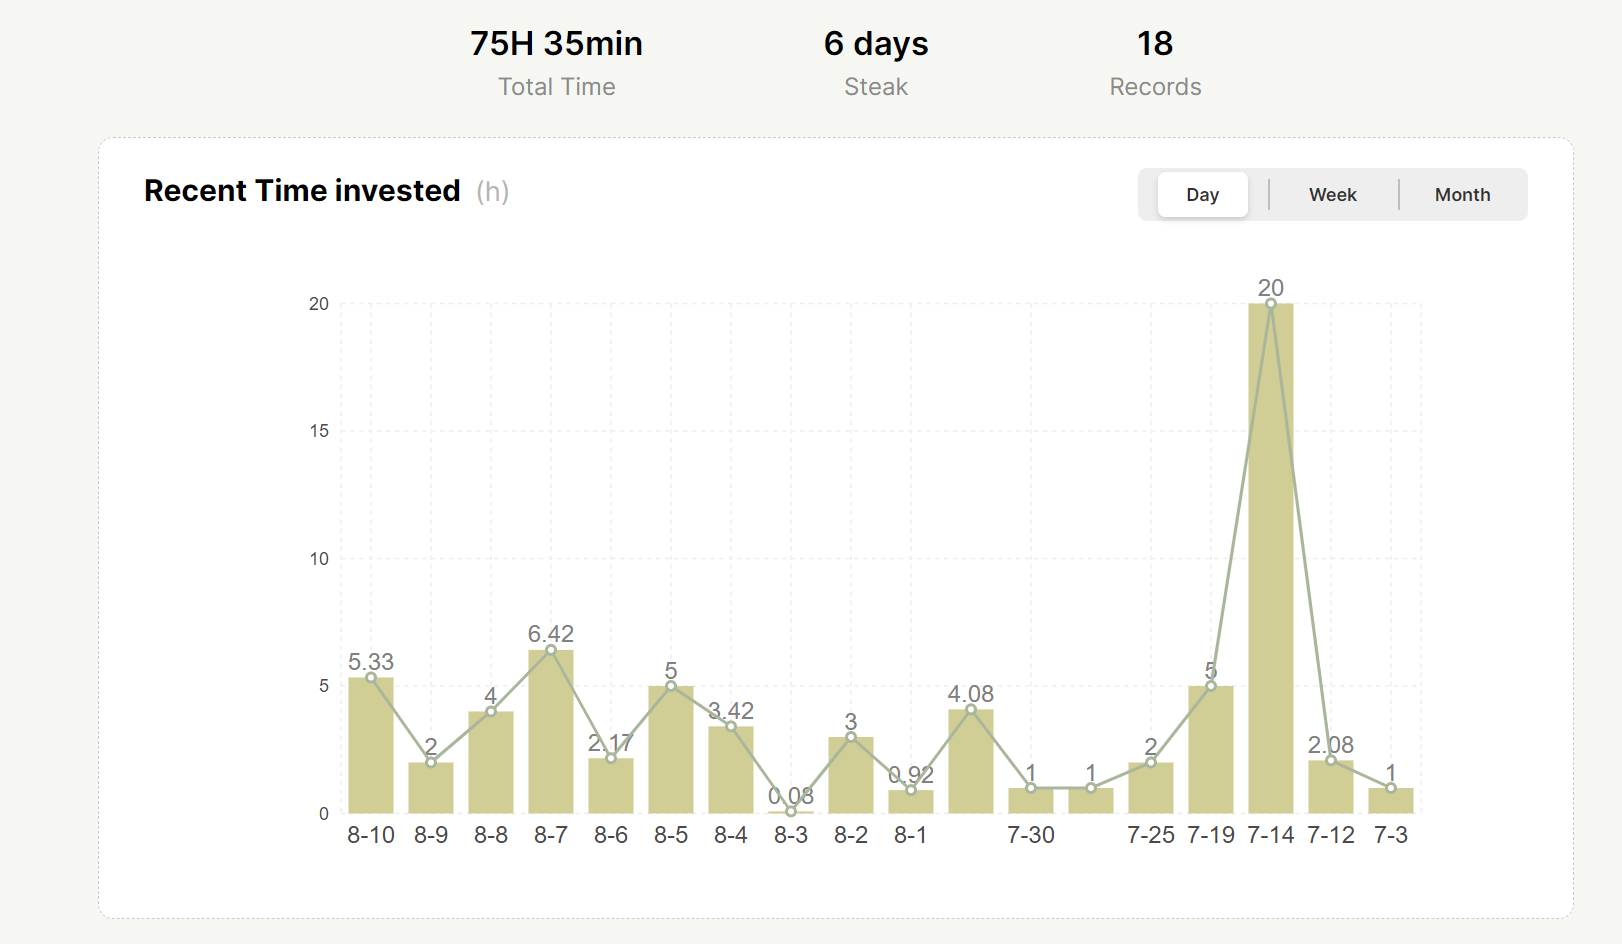 75H 35min 6 days 18
Total Time Steak Records
Recent Time invested (h)
Day Week Month
20
15
10
5
0
5.33 2 4 6.42 2.17 5 3.42 0.08 3 0.92 4.08 1 1 2 5 20 2.08 1
8-10 8-9 8-8 8-7 8-6 8-5 8-4 8-3 8-2 8-1 7-30 7-25 7-19 7-14 7-12 7-3